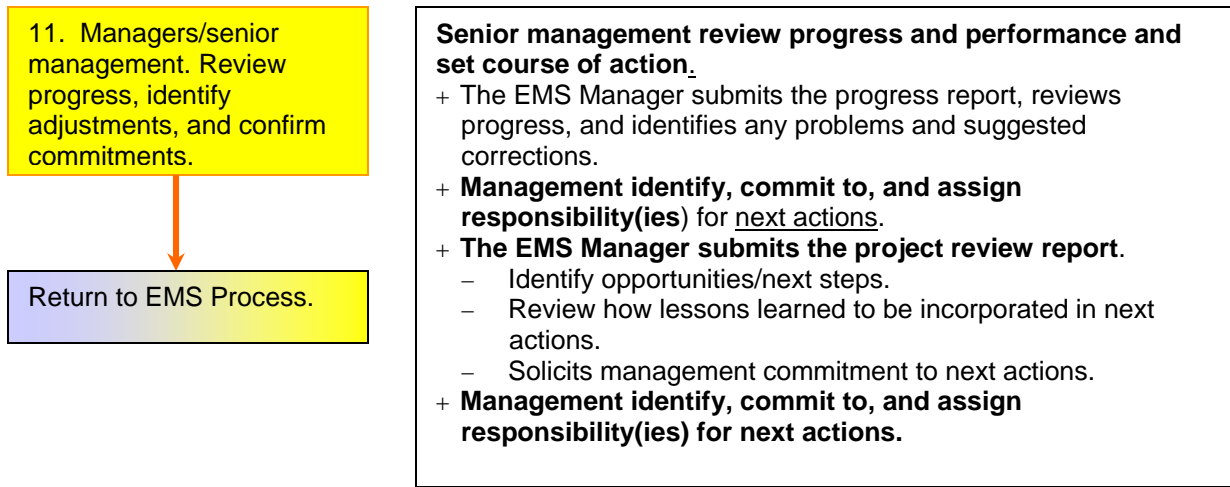 11.  Managers/senior
management. Review
progress, identify
adjustments, and confirm
commitments.
Return to EMS Process.
Senior management review progress and performance and
set course of action.
+ The EMS Manager submits the progress report, reviews
progress, and identifies any problems and suggested
corrections.
+ Management identify, commit to, and assign
responsibility(ies) for next actions.
+ The EMS Manager submits the project review report.
– Identify opportunities/next steps.
– Review how lessons learned to be incorporated in next
actions.
– Solicits management commitment to next actions.
+ Management identify, commit to, and assign
responsibility(ies) for next actions.